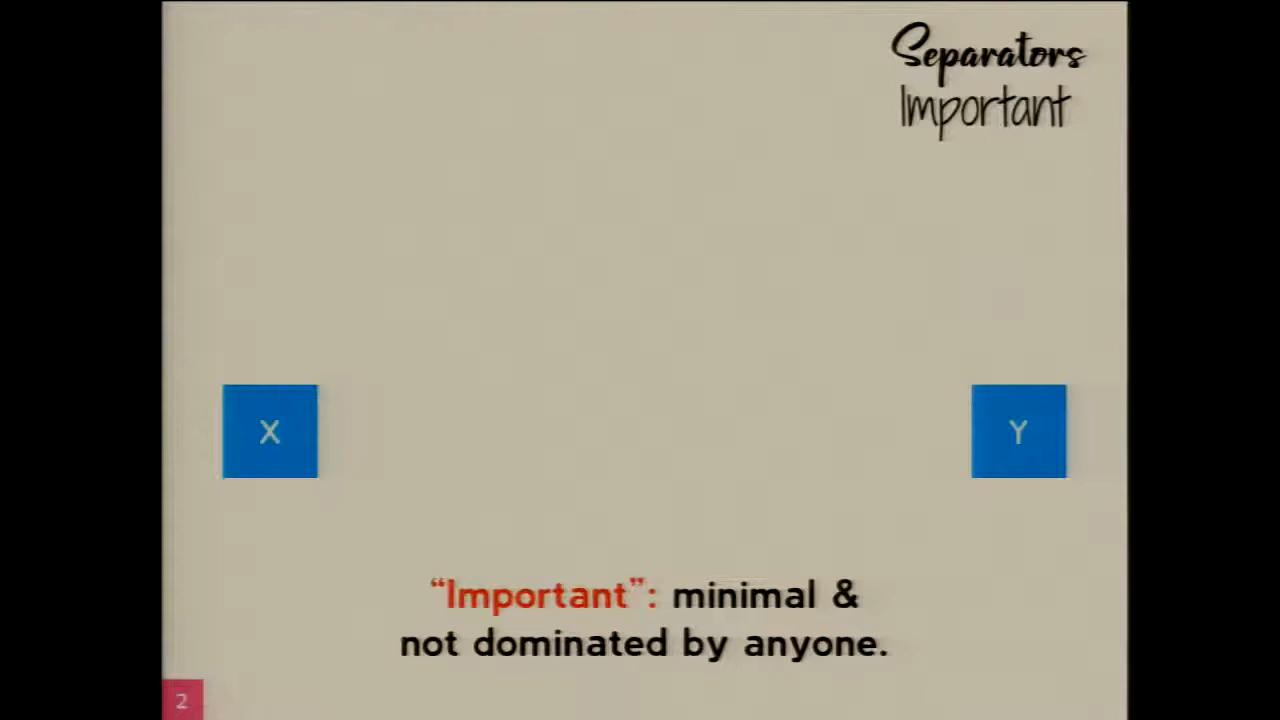 Separators
Important
X
Y
“Important”: minimal &
not dominated by anyone.
2